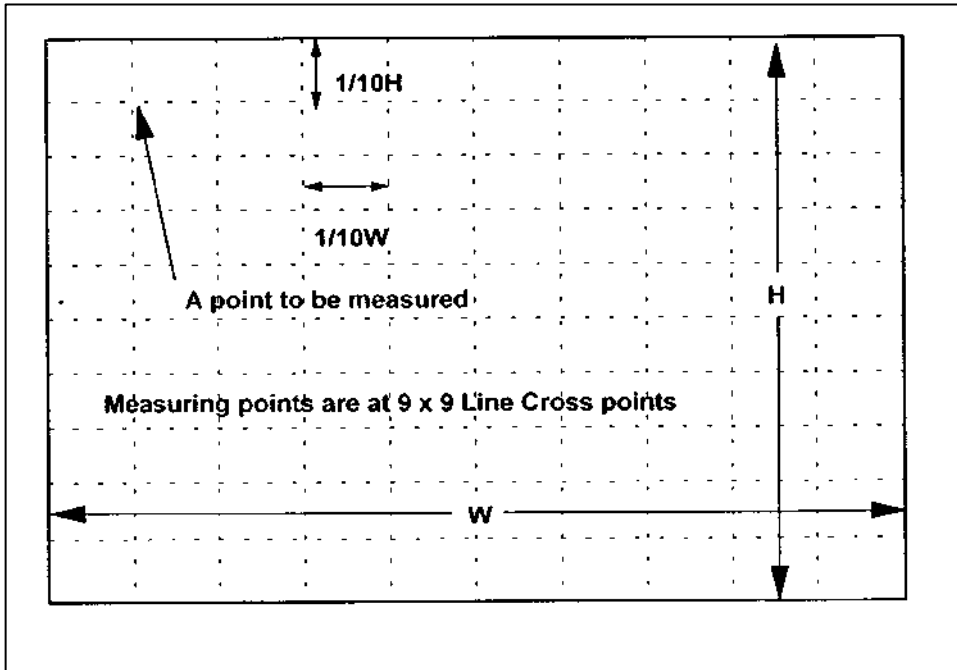 1/10H
1/10W
A point to be measured
H
Measuring points are at 9 x 9 Line Cross points
W